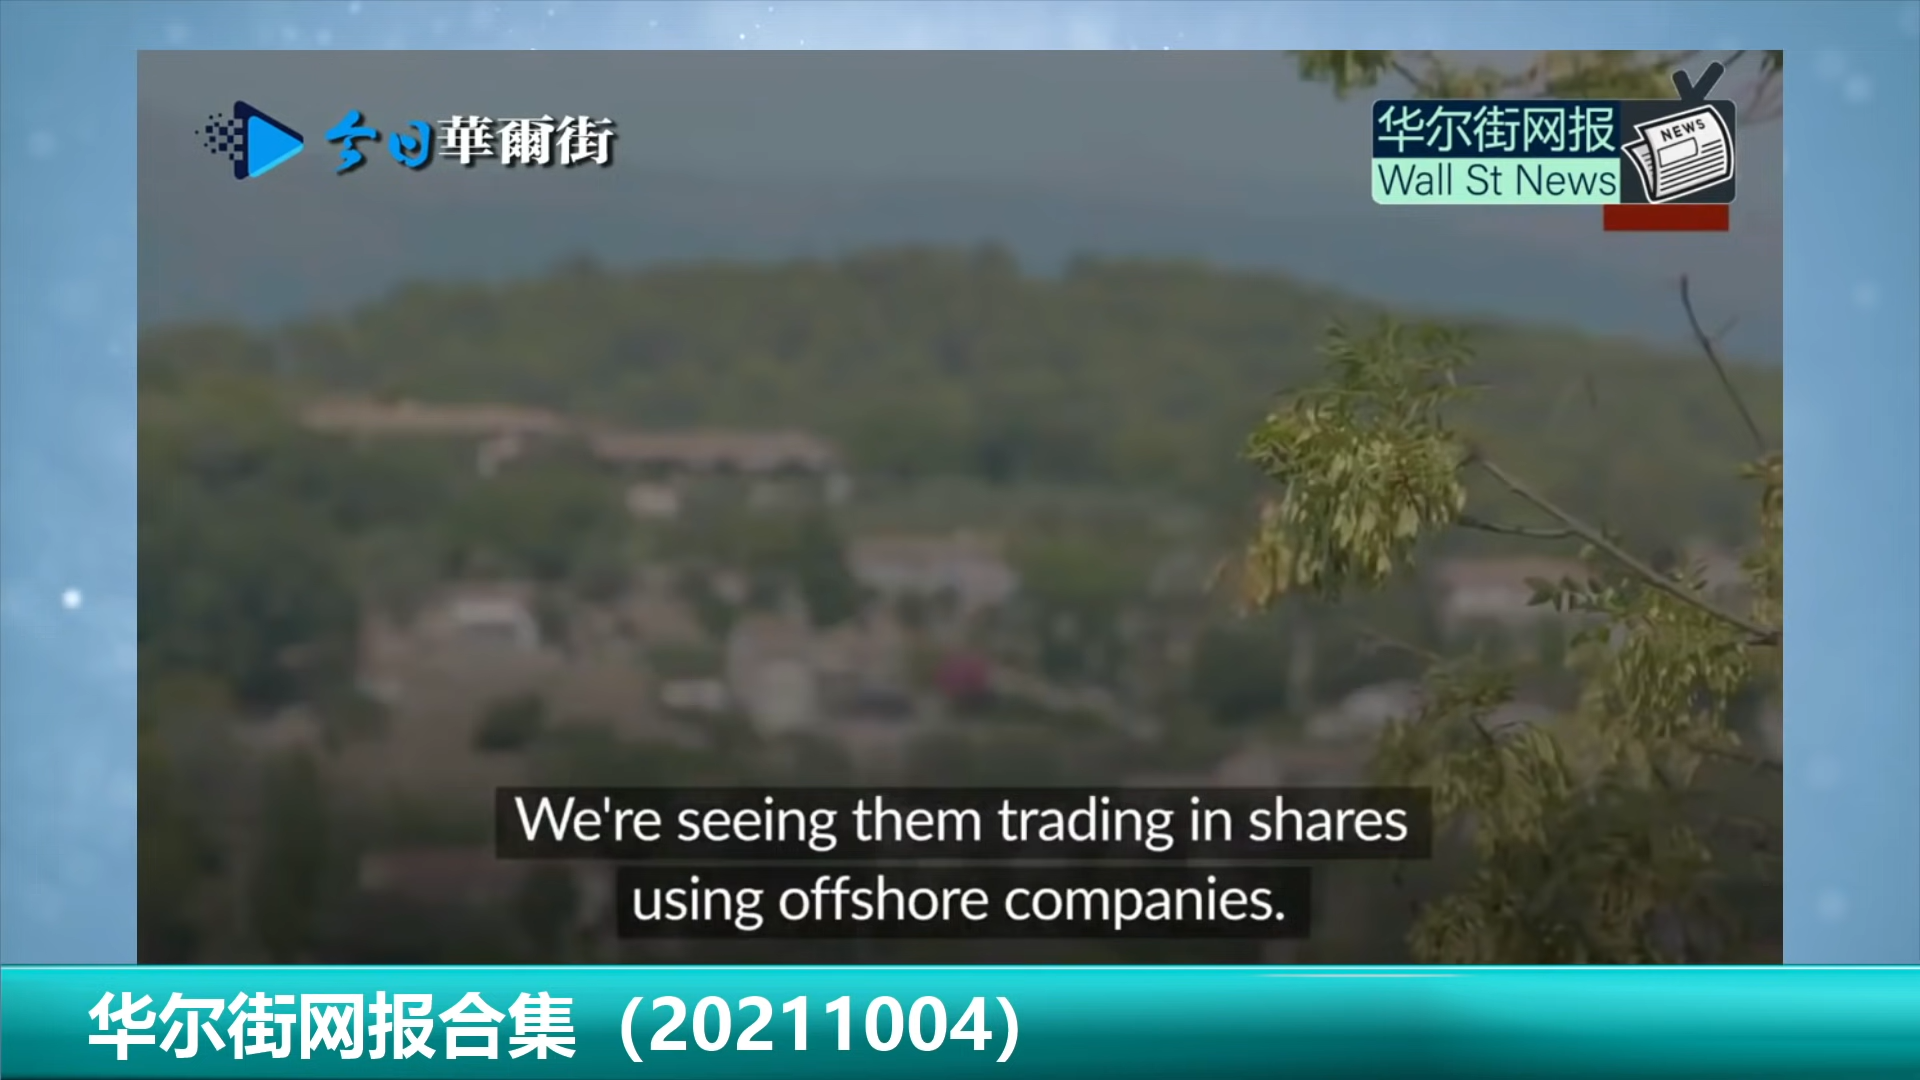 今日華爾街
华尔街网报
Wall St News
NEWS
We're seeing them trading in shares
using offshore companies.
华尔街网报合集（20211004）